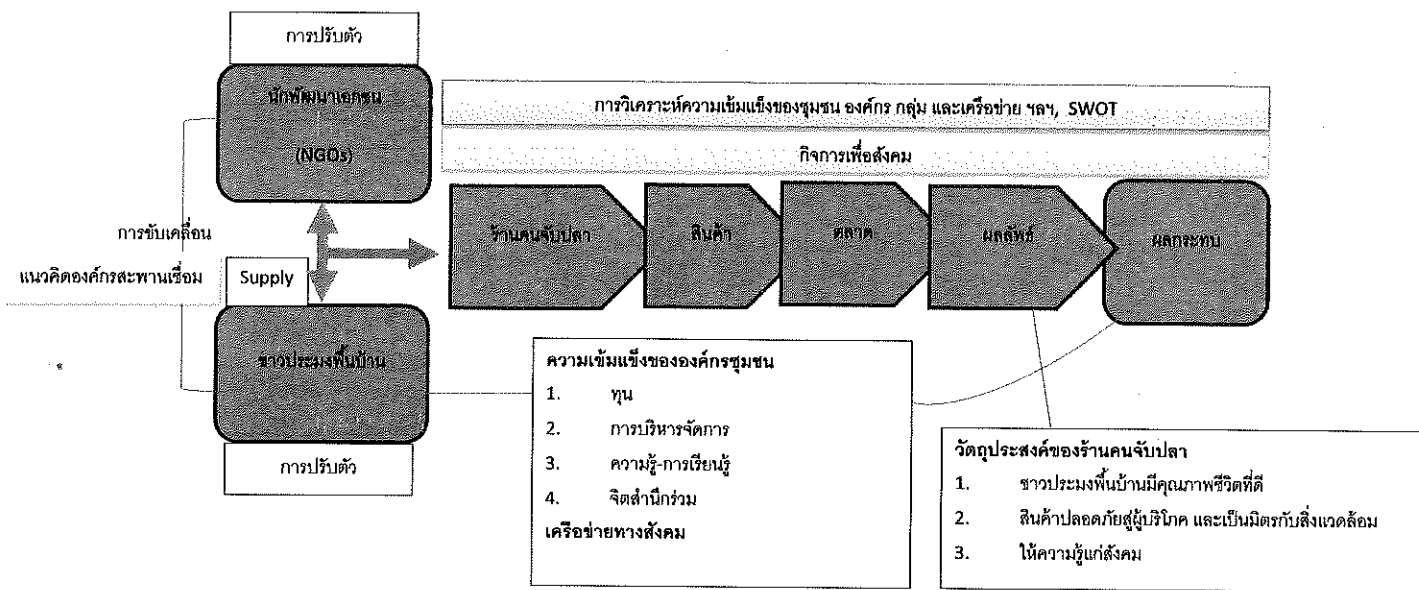 การปรับตัว
นักพัฒนาเอกชน
(NGOs)
การวิเคราะห์ความเข้มแข็งของชุมชน องค์กร กลุ่ม และเครือข่าย ฯลฯ, SWOT
กิจการเพื่อสังคม
การขับเคลื่อน
แนวคิดองค์กรสะพานเชื่อม
Supply
ร้านคนจับปลา
สินค้า
ตลาด
ผลลัพธ์
ผลกระทบ
ชาวประมงพื้นบ้าน
การปรับตัว
ความเข้มแข็งขององค์กรชุมชน
1. ทุน
2. การบริหารจัดการ
3. ความรู้-การเรียนรู้
4. จิตสำนึกร่วม
เครือข่ายทางสังคม
วัตถุประสงค์ของร้านคนจับปลา
1. ชาวประมงพื้นบ้านมีคุณภาพชีวิตที่ดี
2. สินค้าปลอดภัยสู่ผู้บริโภค และเป็นมิตรกับสิ่งแวดล้อม
3. ให้ความรู้แก่สังคม